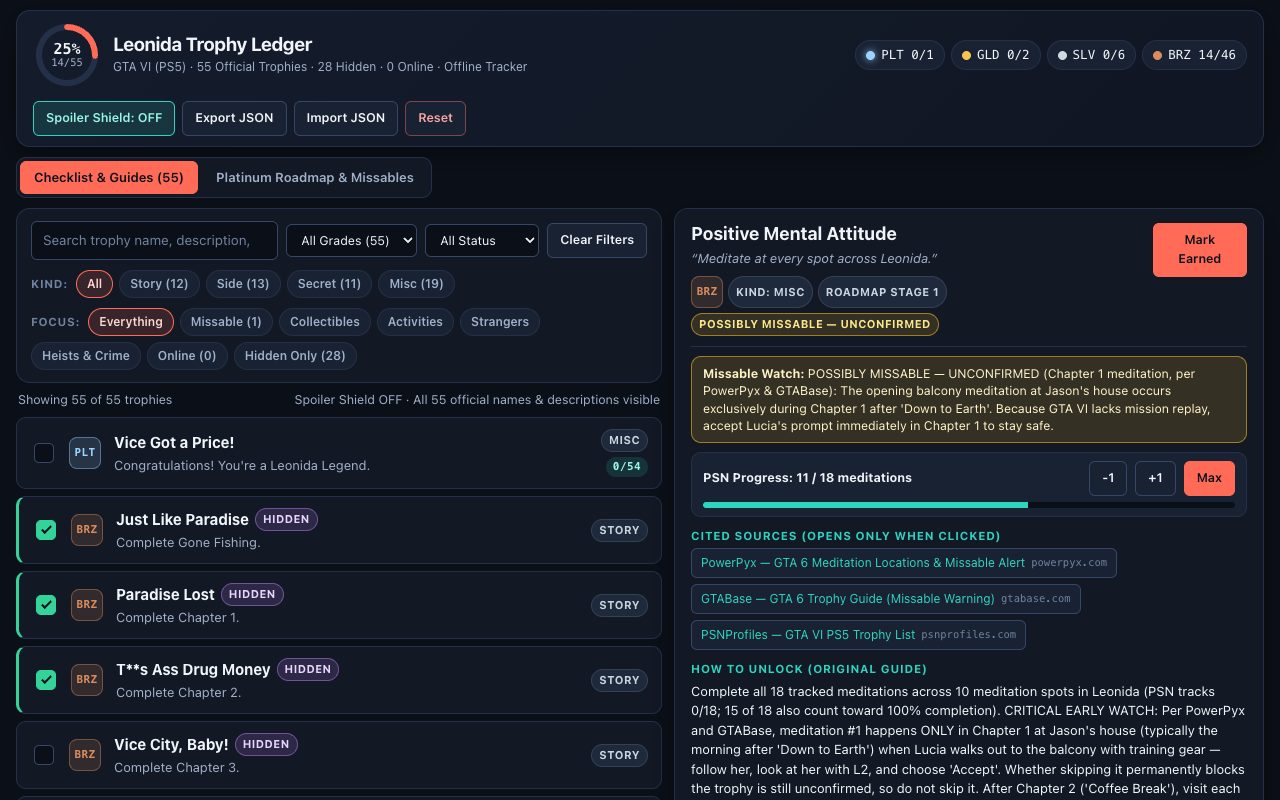 25%
14/55
Leonida Trophy Ledger
GTA VI (PS5) · 55 Official Trophies · 28 Hidden · 0 Online · Offline Tracker
PLT 0/1
GLD 0/2
SLV 0/6
BRZ 14/46
Spoiler Shield: OFF
Export JSON
Import JSON
Reset
Checklist & Guides (55)
Platinum Roadmap & Missables
Search trophy name, description,
All Grades (55)
All Status
Clear Filters
KIND:
All
Story (12)
Side (13)
Secret (11)
Misc (19)
FOCUS:
Everything
Missable (1)
Collectibles
Activities
Strangers
Heists & Crime
Online (0)
Hidden Only (28)
Showing 55 of 55 trophies
Spoiler Shield OFF · All 55 official names & descriptions visible
PLT
Vice Got a Price!
Congratulations! You're a Leonida Legend.
MISC
0/54
BRZ
Just Like Paradise
HIDDEN
Complete Gone Fishing.
STORY
BRZ
Paradise Lost
HIDDEN
Complete Chapter 1.
STORY
BRZ
T**s Ass Drug Money
HIDDEN
Complete Chapter 2.
STORY
BRZ
Vice City, Baby!
HIDDEN
Complete Chapter 3.
STORY
Positive Mental Attitude
“Meditate at every spot across Leonida.”
Mark
Earned
BRZ
KIND: MISC
ROADMAP STAGE 1
POSSIBLY MISSABLE — UNCONFIRMED
Missable Watch: POSSIBLY MISSABLE — UNCONFIRMED (Chapter 1 meditation, per
PowerPyx & GTABase): The opening balcony meditation at Jason's house occurs
exclusively during Chapter 1 after 'Down to Earth'. Because GTA VI lacks mission replay,
accept Lucia's prompt immediately in Chapter 1 to stay safe.
PSN Progress: 11 / 18 meditations
-1
+1
Max
CITED SOURCES (OPENS ONLY WHEN CLICKED)
PowerPyx — GTA 6 Meditation Locations & Missable Alert powerpyx.com
GTABase — GTA 6 Trophy Guide (Missable Warning) gtabase.com
PSNProfiles — GTA VI PS5 Trophy List psnprofiles.com
HOW TO UNLOCK (ORIGINAL GUIDE)
Complete all 18 tracked meditations across 10 meditation spots in Leonida (PSN tracks
0/18; 15 of 18 also count toward 100% completion). CRITICAL EARLY WATCH: Per PowerPyx
and GTABase, meditation #1 happens ONLY in Chapter 1 at Jason's house (typically the
morning after 'Down to Earth') when Lucia walks out to the balcony with training gear —
follow her, look at her with L2, and choose 'Accept'. Whether skipping it permanently blocks
the trophy is still unconfirmed, so do not skip it. After Chapter 2 ('Coffee Break'), visit each